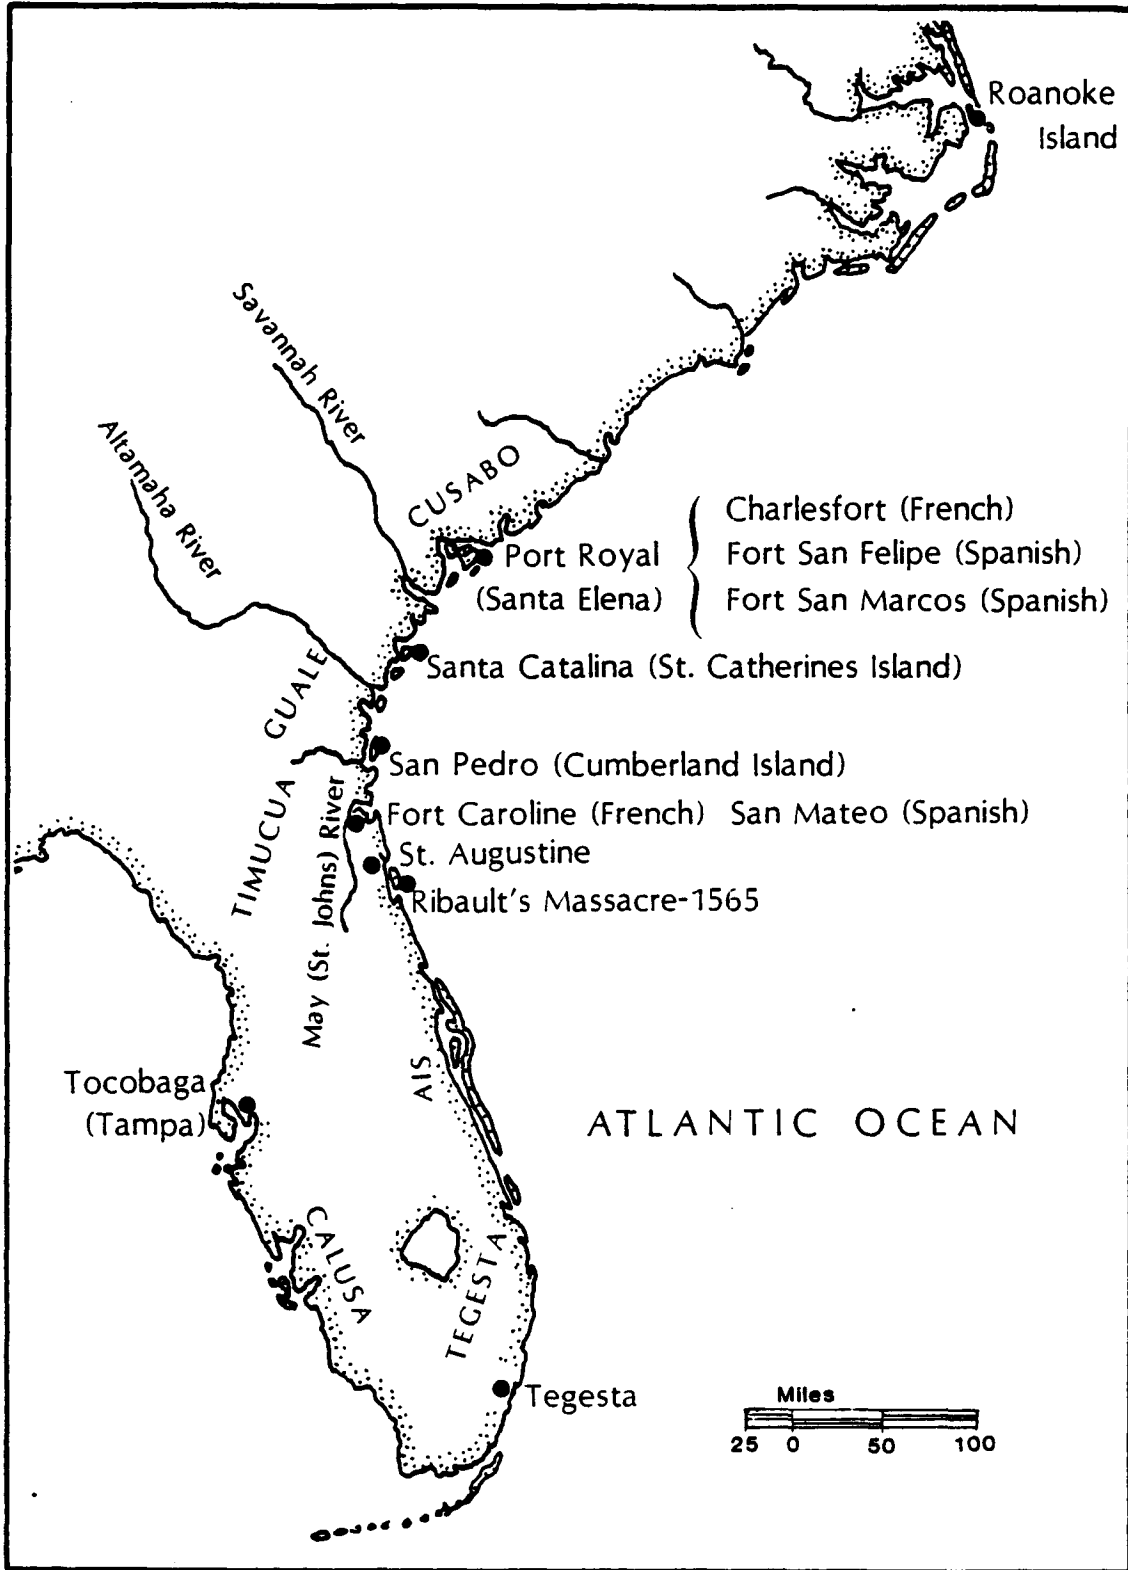 Roanoke
Island
Savannah River
Altamaha River
CUSABO
Charlesfort (French)
Port Royal
Fort San Felipe (Spanish)
(Santa Elena)
Fort San Marcos (Spanish)
GUALE
Santa Catalina (St. Catherines Island)
San Pedro (Cumberland Island)
TIMUCUA
May (St. Johns) River
Fort Caroline (French) San Mateo (Spanish)
St. Augustine
Ribault's Massacre-1565
AIS
Tocobaga
(Tampa)
ATLANTIC OCEAN
CALUSA
TEGESTA
Tegesta
Miles
25 0 50 100